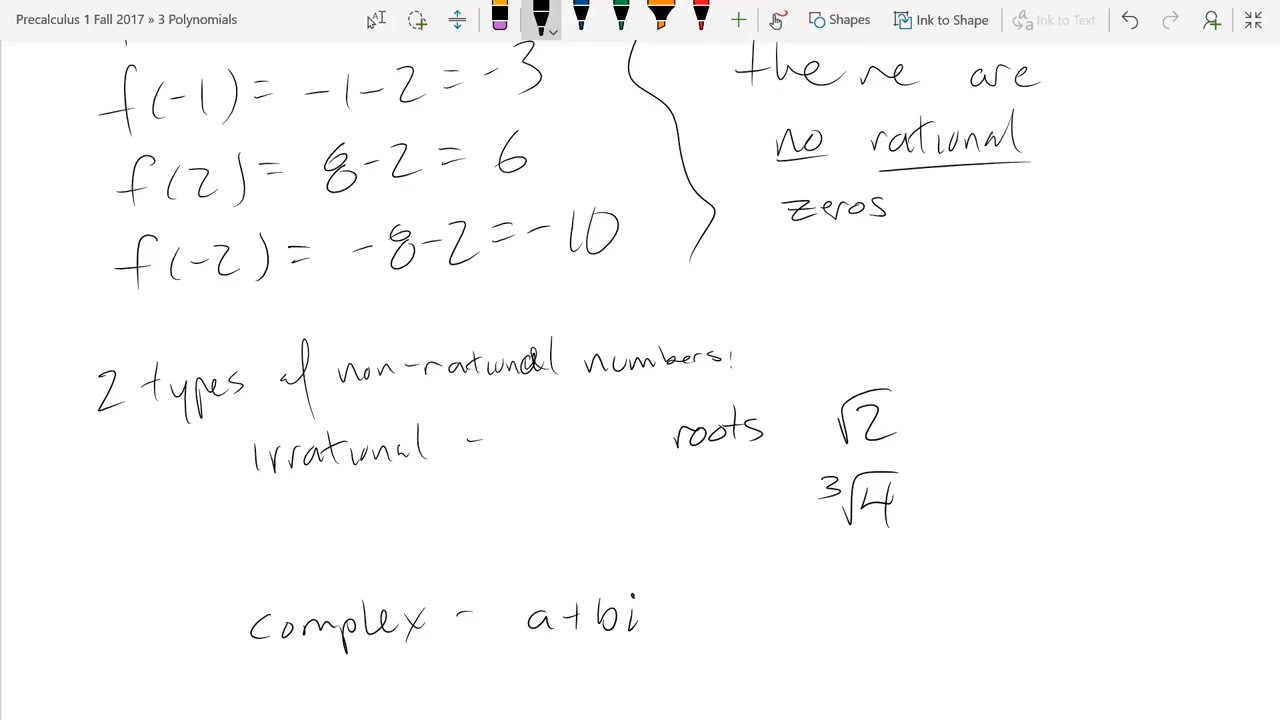 Precalculus 1 Fall 2017 » 3 Polynomials
Shapes
Ink to Shape
Ink to Text
f(-1) = -1-2 = -3
f(2) = 8-2 = 6
f(-2) = -8-2 = -10
there are
no rational
zeros
2 types of non-rational numbers:
irrational - roots √2
³√4
complex - a+bi